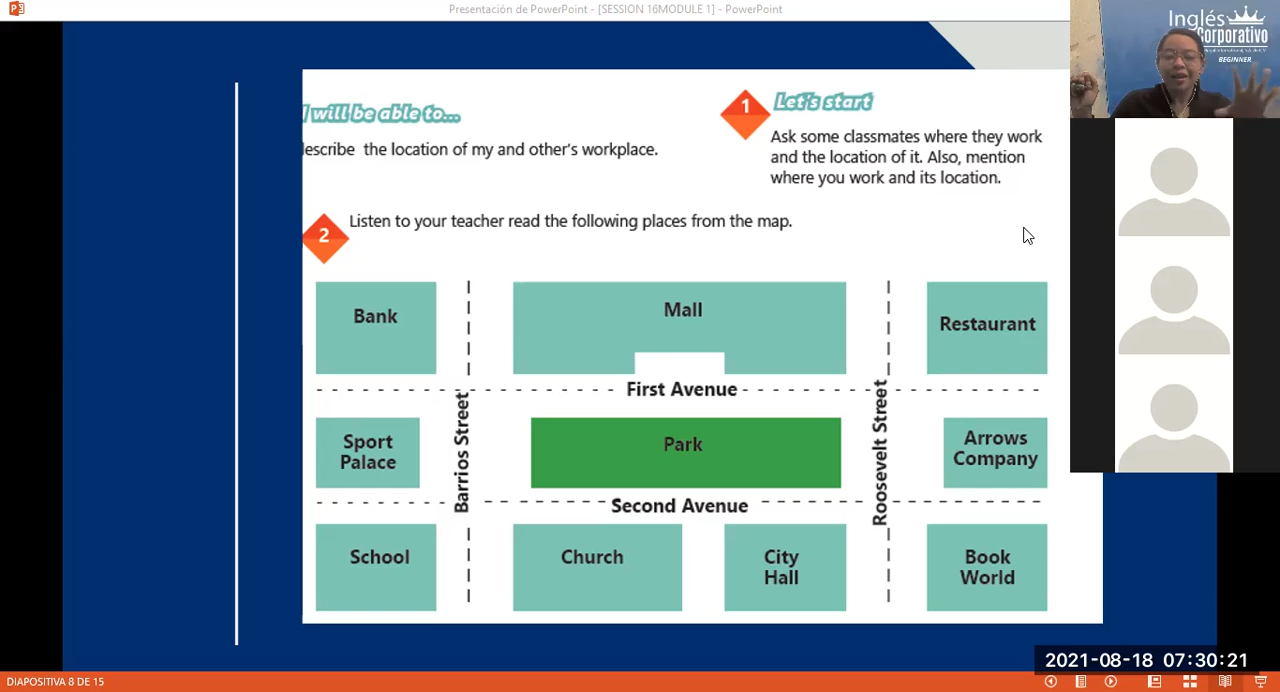 Presentación de PowerPoint - [SESSION 16MODULE 1] - PowerPoint
Inglés
Corporativo
BEGINNER
I will be able to...
escribe the location of my and other's workplace.
1
Let's start
Ask some classmates where they work
and the location of it. Also, mention
where you work and its location.
2
Listen to your teacher read the following places from the map.
Bank
Mall
Restaurant
First Avenue
Sport
Palace
Barrios Street
Park
Roosevelt Street
Arrows
Company
Second Avenue
School
Church
City
Hall
Book
World
2021-08-18 07:30:21
DIAPOSITIVA 8 DE 15